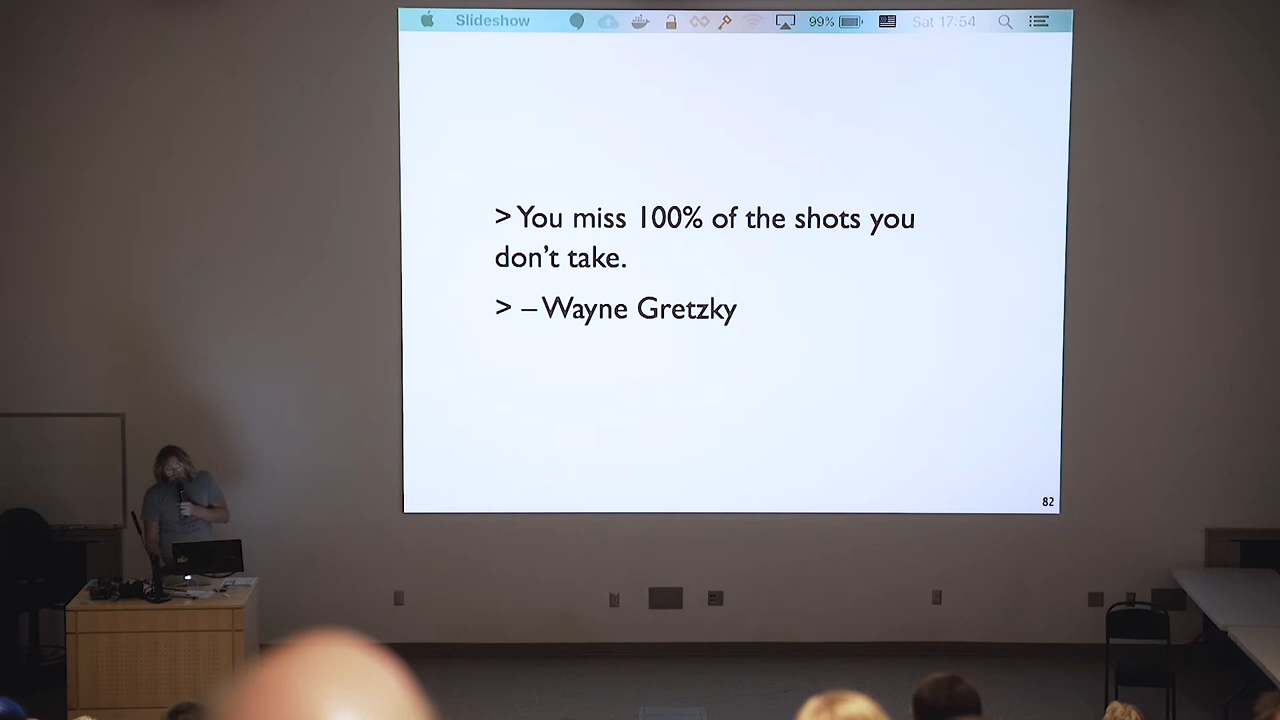 Slideshow 99% Sat 17:54
> You miss 100% of the shots you
don’t take.
> – Wayne Gretzky
82